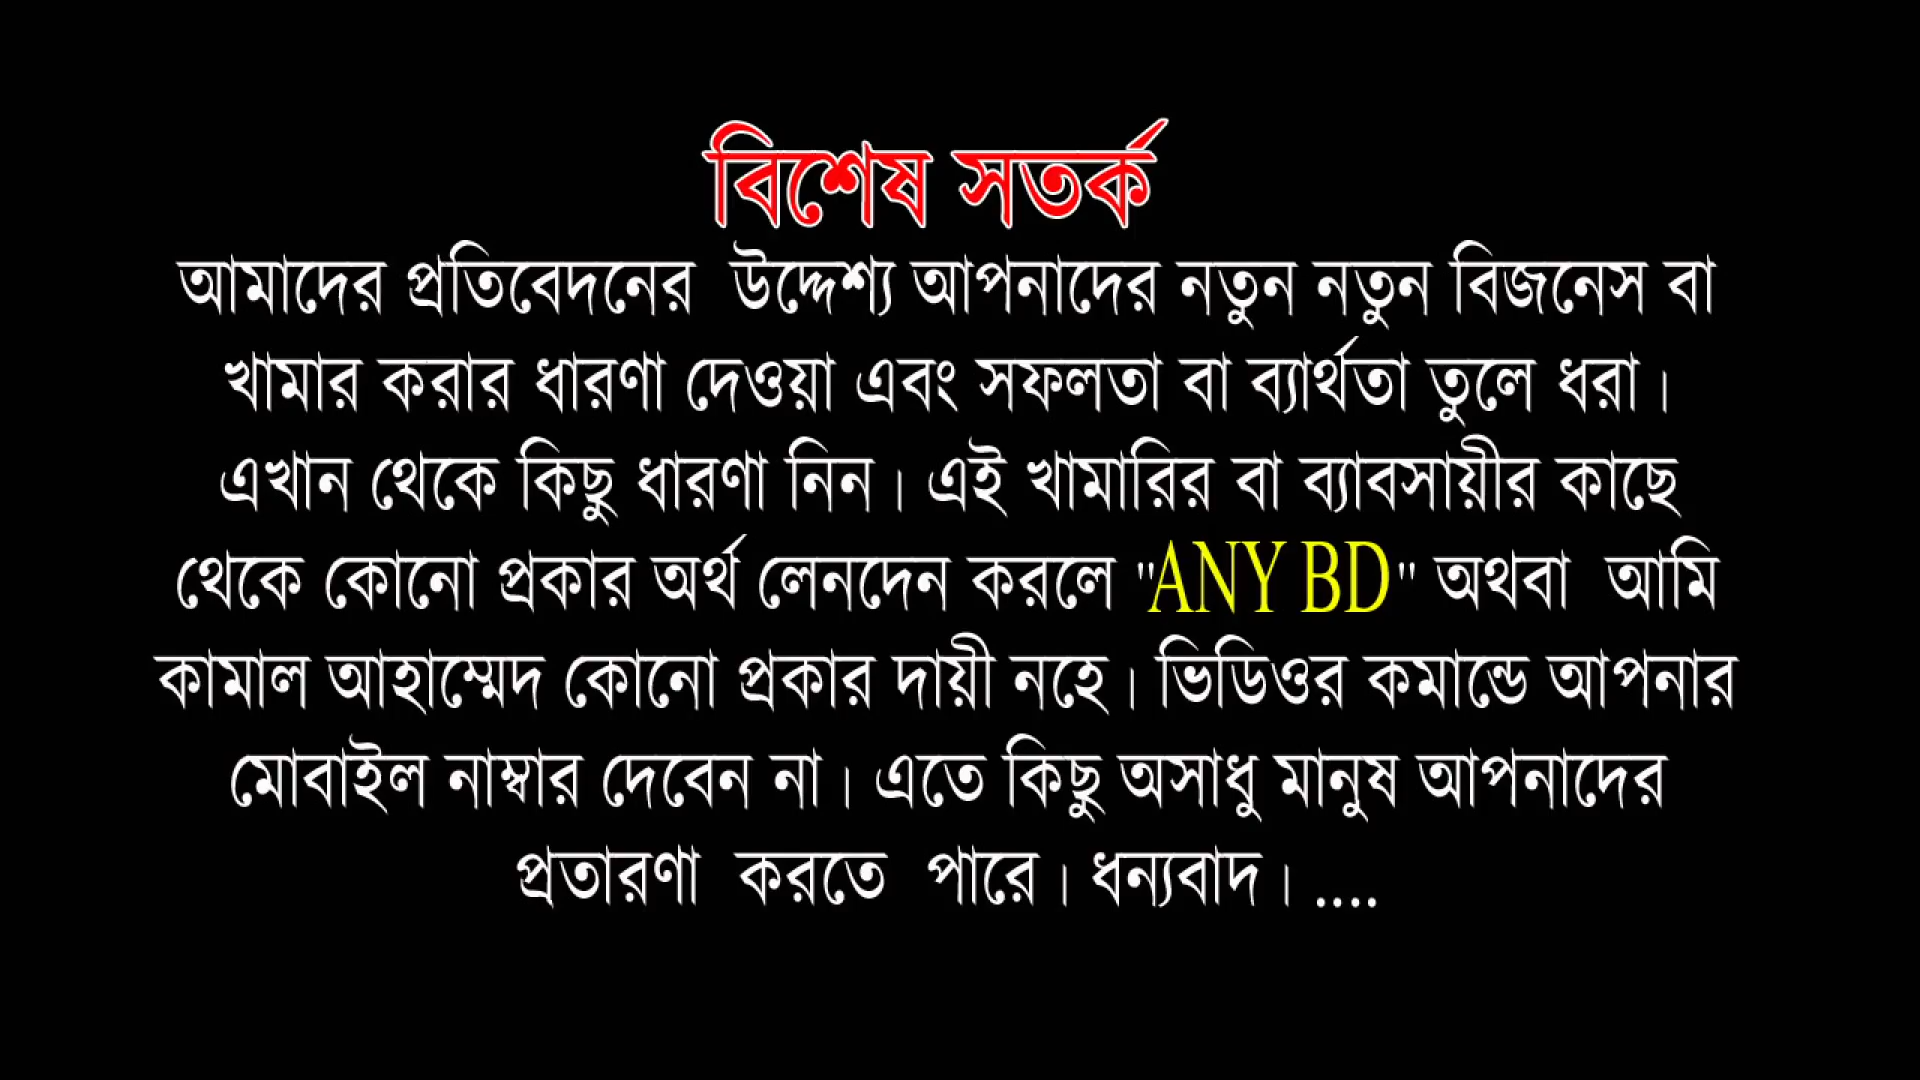 বিশেষ সতর্ক
আমাদের প্রতিবেদনের উদ্দেশ্য আপনাদের নতুন নতুন বিজনেস বা
খামার করার ধারণা দেওয়া এবং সফলতা বা ব্যার্থতা তুলে ধরা।
এখান থেকে কিছু ধারণা নিন। এই খামারির বা ব্যাবসায়ীর কাছে
থেকে কোনো প্রকার অর্থ লেনদেন করলে "ANY BD" অথবা আমি
কামাল আহাম্মেদ কোনো প্রকার দায়ী নহে। ভিডিওর কমান্ডে আপনার
মোবাইল নাম্বার দেবেন না। এতে কিছু অসাধু মানুষ আপনাদের
প্রতারণা করতে পারে। ধন্যবাদ। ....